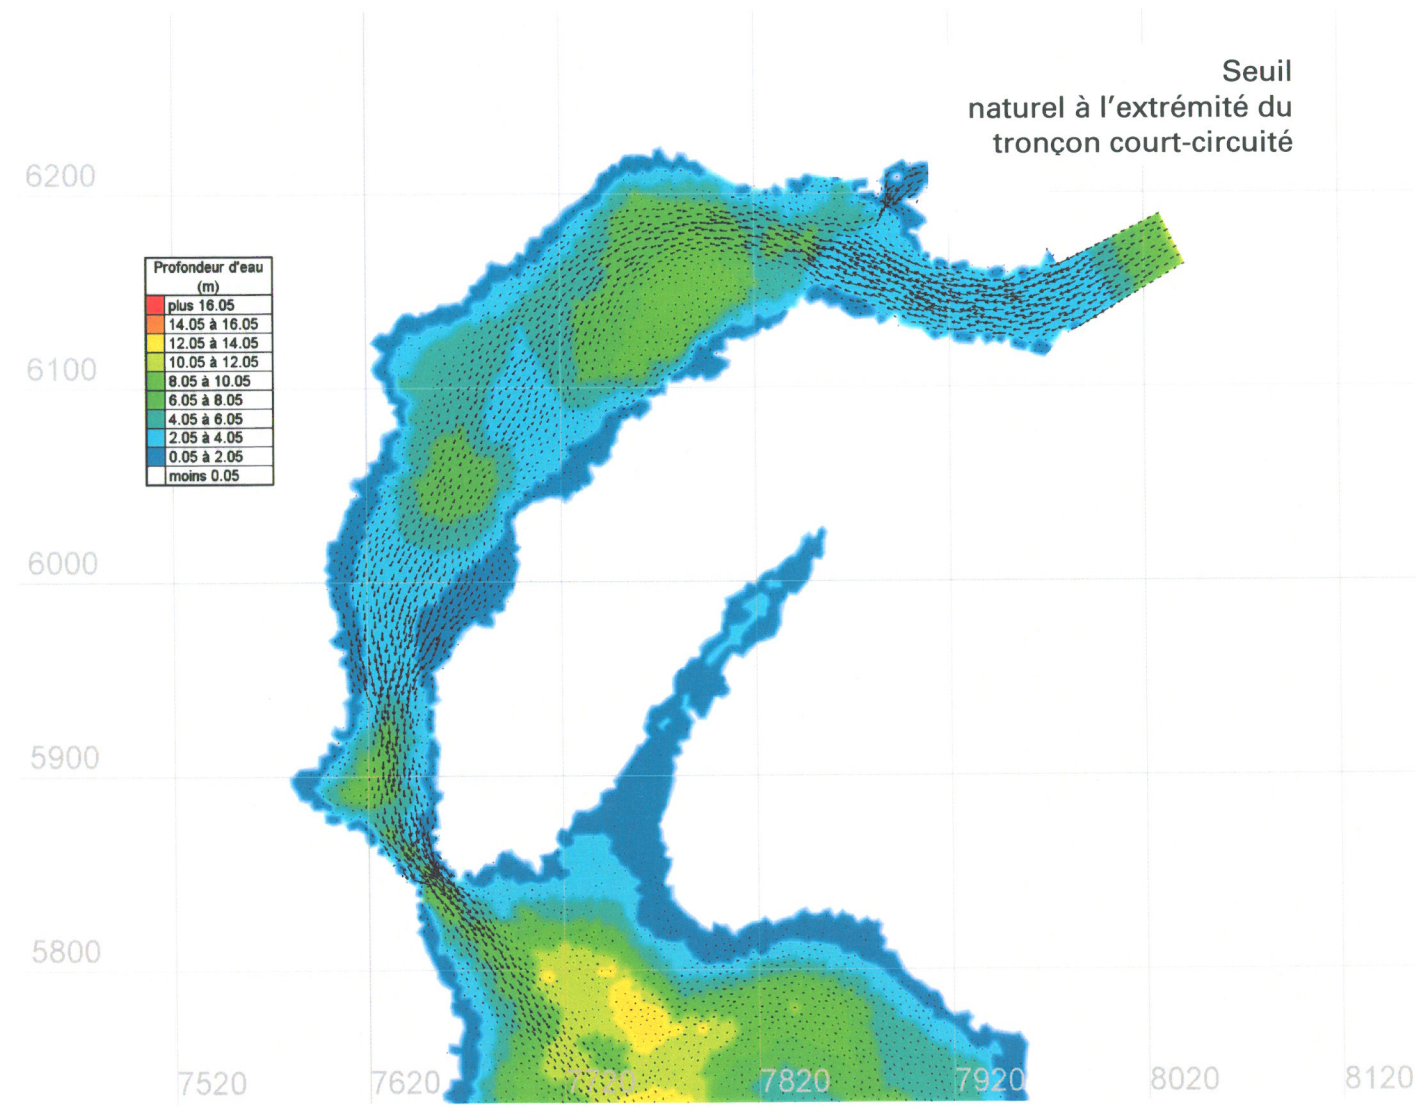 Seuil
naturel à l'extrémité du
tronçon court-circuité
6200
Profondeur d'eau
(m)
plus 16.05
14.05 à 16.05
12.05 à 14.05
10.05 à 12.05
8.05 à 10.05
6.05 à 8.05
4.05 à 6.05
2.05 à 4.05
0.05 à 2.05
moins 0.05
6100
6000
5900
5800
7520 7620 7720 7820 7920 8020 8120